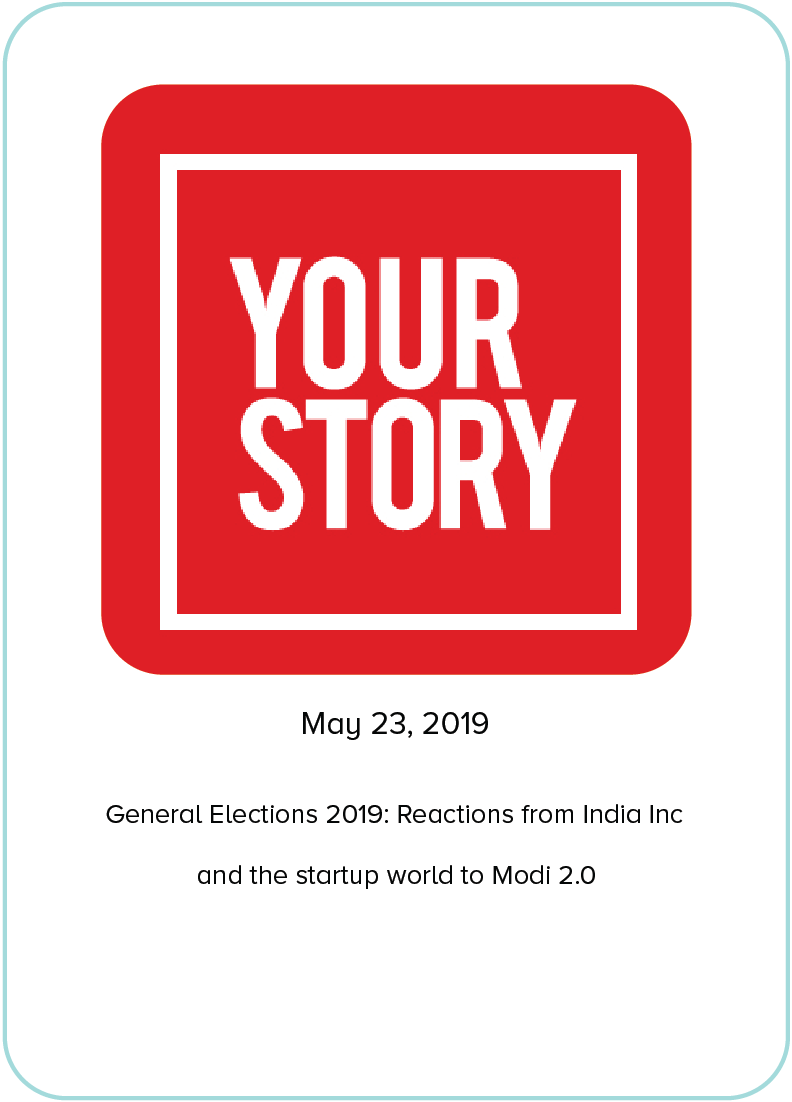 YOUR
STORY
May 23, 2019
General Elections 2019: Reactions from India Inc
and the startup world to Modi 2.0